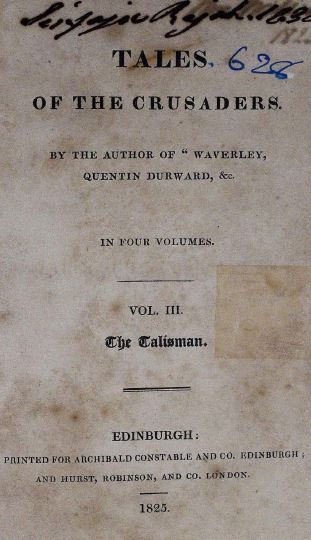 TALES
628
OF THE CRUSADERS.
BY THE AUTHOR OF " WAVERLEY,
QUENTIN DURWARD, &c.
IN FOUR VOLUMES.
VOL. III.
The Talisman.
EDINBURGH:
PRINTED FOR ARCHIBALD CONSTABLE AND CO. EDINBURGH;
AND HURST, ROBINSON, AND CO. LONDON.
1825.